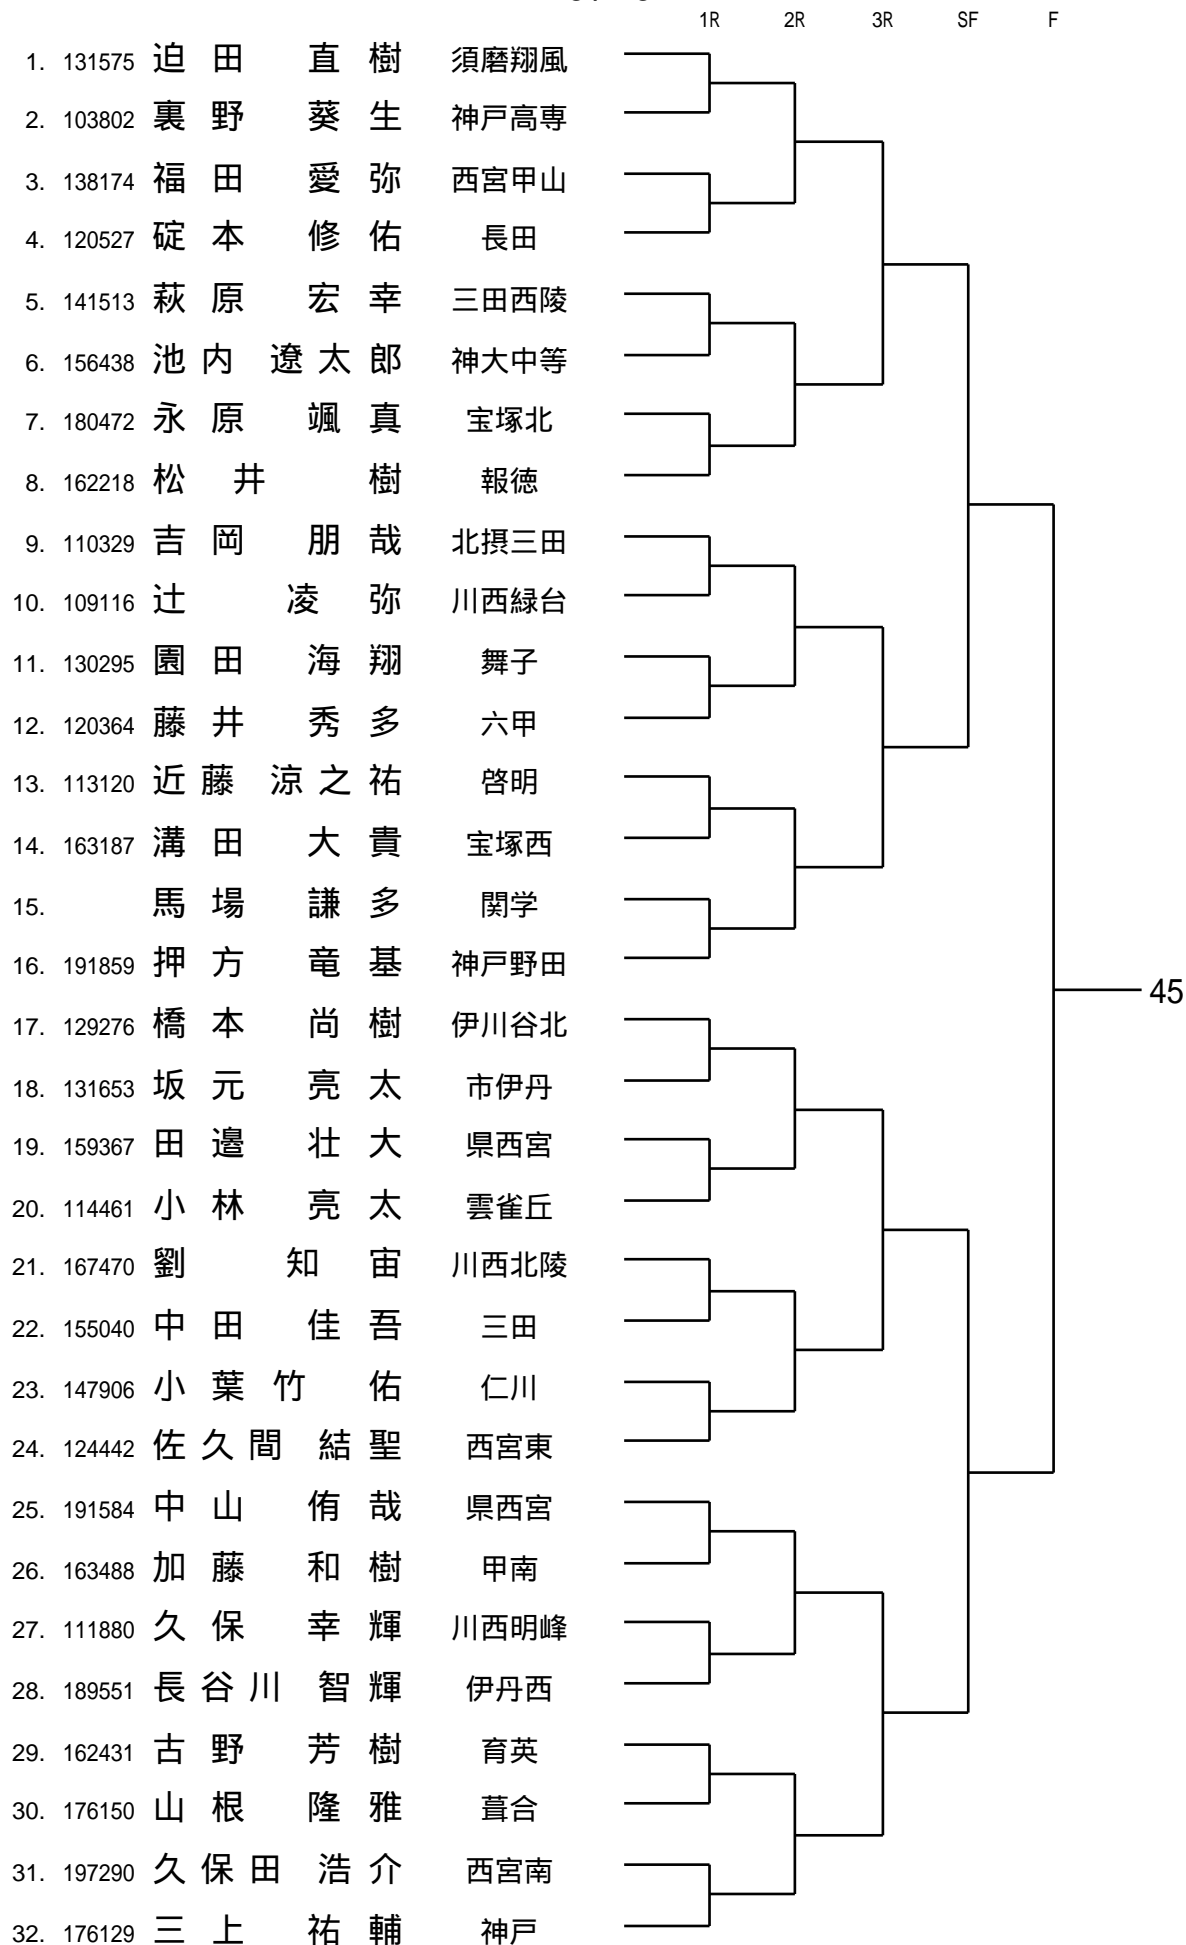 1R 2R 3R SF F
1. 131575 迫田 直樹 須磨翔風
2. 103802 裏野 葵生 神戸高専
3. 138174 福田 愛弥 西宮甲山
4. 120527 碇本 修佑 長田
5. 141513 萩原 宏幸 三田西陵
6. 156438 池内 遼太郎 神大中等
7. 180472 永原 颯真 宝塚北
8. 162218 松井 樹 報徳
9. 110329 吉岡 朋哉 北摂三田
10. 109116 辻 凌弥 川西緑台
11. 130295 園田 海翔 舞子
12. 120364 藤井 秀多 六甲
13. 113120 近藤 涼之祐 啓明
14. 163187 溝田 大貴 宝塚西
15. 馬場 謙多 関学
16. 191859 押方 竜基 神戸野田
45
17. 129276 橋本 尚樹 伊川谷北
18. 131653 坂元 亮太 市伊丹
19. 159367 田邉 壮大 県西宮
20. 114461 小林 亮太 雲雀丘
21. 167470 劉 知宙 川西北陵
22. 155040 中田 佳吾 三田
23. 147906 小葉竹 佑 仁川
24. 124442 佐久間 結聖 西宮東
25. 191584 中山 侑哉 県西宮
26. 163488 加藤 和樹 甲南
27. 111880 久保 幸輝 川西明峰
28. 189551 長谷川 智輝 伊丹西
29. 162431 古野 芳樹 育英
30. 176150 山根 隆雅 葺合
31. 197290 久保田 浩介 西宮南
32. 176129 三上 祐輔 神戸